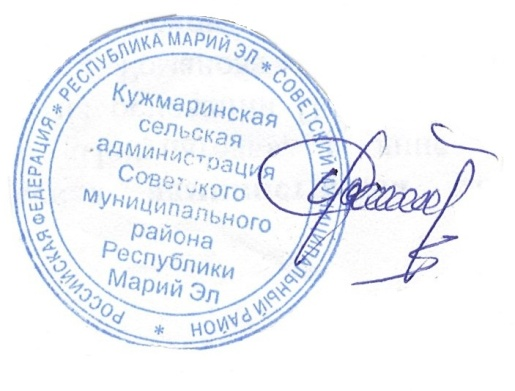 РОССИЙСКАЯ ФЕДЕРАЦИЯ * РЕСПУБЛИКА МАРИЙ ЭЛ * СОВЕТСКИЙ МУНИЦИПАЛЬНЫЙ РАЙОН *
Кужмаринская
сельская
администрация
Советского
муниципального
района
Республики
Марий Эл